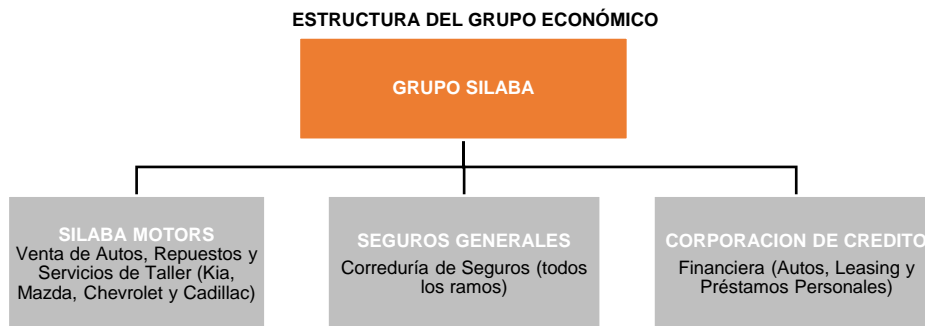 ESTRUCTURA DEL GRUPO ECONÓMICO
GRUPO SILABA
SILABA MOTORS
Venta de Autos, Repuestos y
Servicios de Taller (Kia,
Mazda, Chevrolet y Cadillac)
SEGUROS GENERALES
Correduría de Seguros (todos
los ramos)
CORPORACION DE CREDITO
Financiera (Autos, Leasing y
Préstamos Personales)